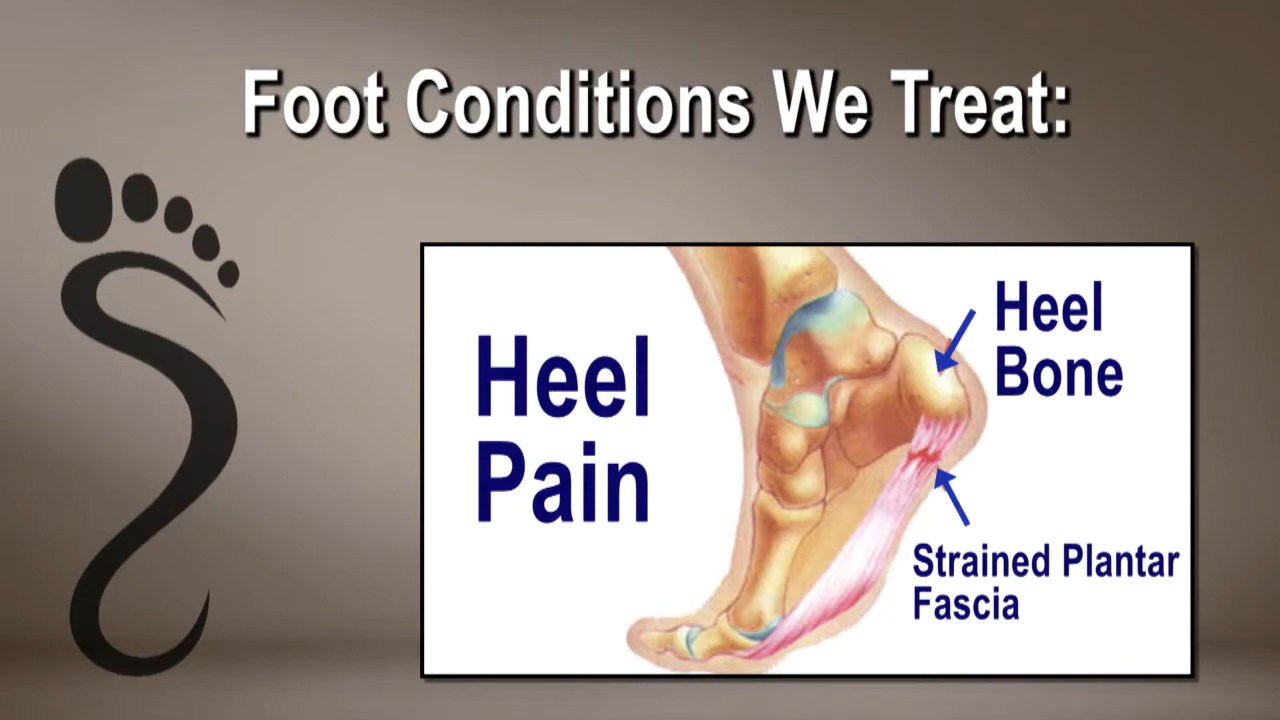 Foot Conditions We Treat:
Heel
Pain
Heel
Bone
Strained Plantar
Fascia